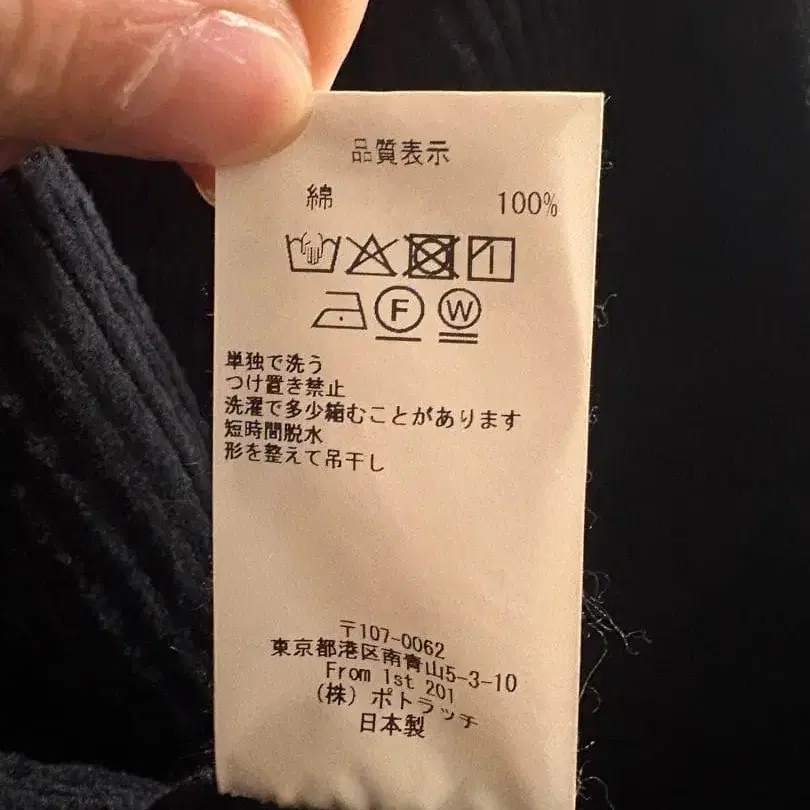 品質表示
綿 100%
F W
単独で洗う
つけ置き禁止
洗濯で多少縮むことがあります
短時間脱水
形を整えて吊干し
〒107-0062
東京都港区南青山5-3-10
From 1st 201
(株) ポトラッチ
日本製